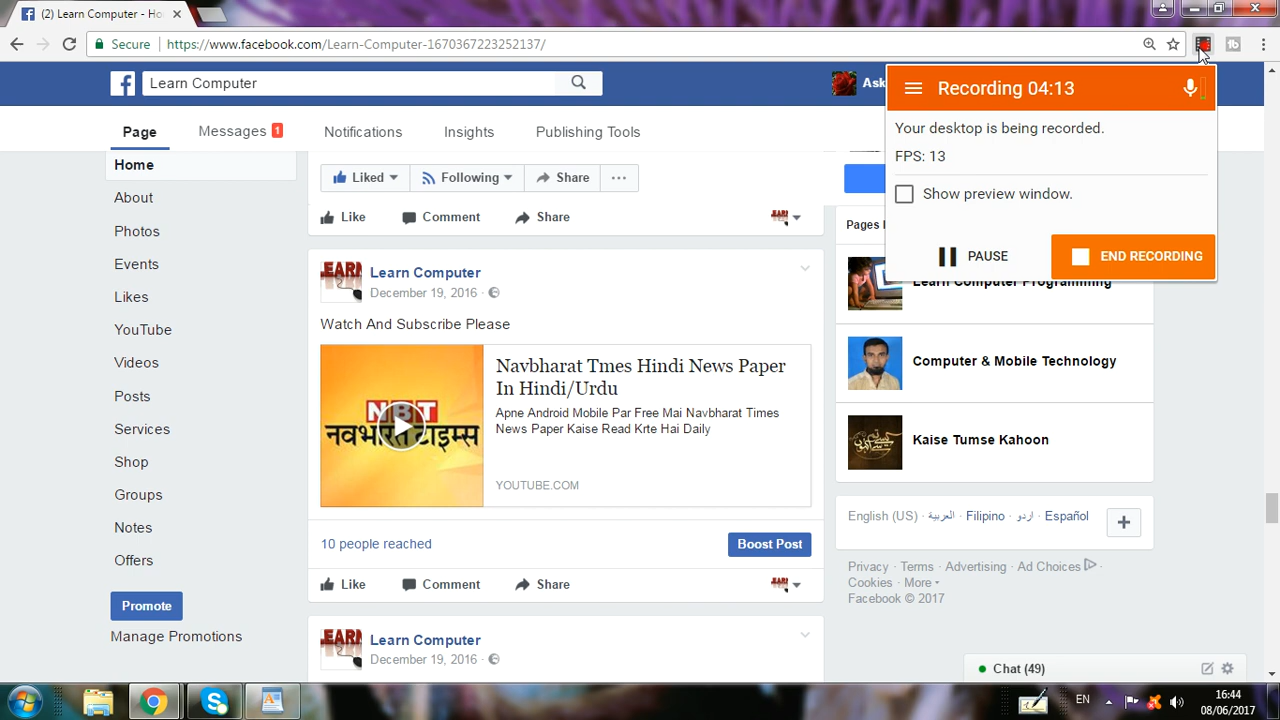 (2) Learn Computer - Ho
Secure
https://www.facebook.com/Learn-Computer-1670367223252137/
Learn Computer
Ask
Recording 04:13
Your desktop is being recorded.
FPS: 13
Show preview window.
PAUSE
END RECORDING
Page
Messages 1
Notifications
Insights
Publishing Tools
Home
About
Photos
Events
Likes
YouTube
Videos
Posts
Services
Shop
Groups
Notes
Offers
Promote
Manage Promotions
Liked
Following
Share
Like
Comment
Share
Learn Computer
December 19, 2016
Watch And Subscribe Please
NBT
नवभारत टाइम्स
Navbharat Tmes Hindi News Paper
In Hindi/Urdu
Apne Android Mobile Par Free Mai Navbharat Times
News Paper Kaise Read Krte Hai Daily
YOUTUBE.COM
10 people reached
Boost Post
Like
Comment
Share
Learn Computer
December 19, 2016
Pages
Learn Computer Programming
Computer & Mobile Technology
Kaise Tumse Kahoon
English (US) · العربية · Filipino · اردو · Español
Privacy · Terms · Advertising · Ad Choices ·
Cookies · More
Facebook © 2017
Chat (49)
EN
16:44
08/06/2017